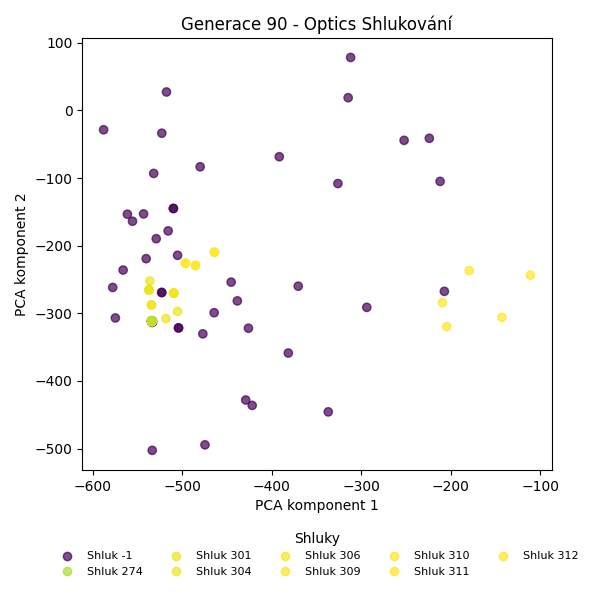 Generace 90 - Optics Shlukování
100
0
−100
−200
−300
−400
−500
PCA komponent 2
−600 −500 −400 −300 −200 −100
PCA komponent 1
Shluky
Shluk -1 Shluk 301 Shluk 306 Shluk 310 Shluk 312
Shluk 274 Shluk 304 Shluk 309 Shluk 311